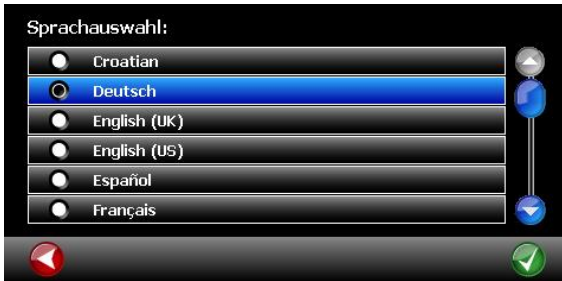 Sprachauswahl:
Croatian
Deutsch
English (UK)
English (US)
Español
Français